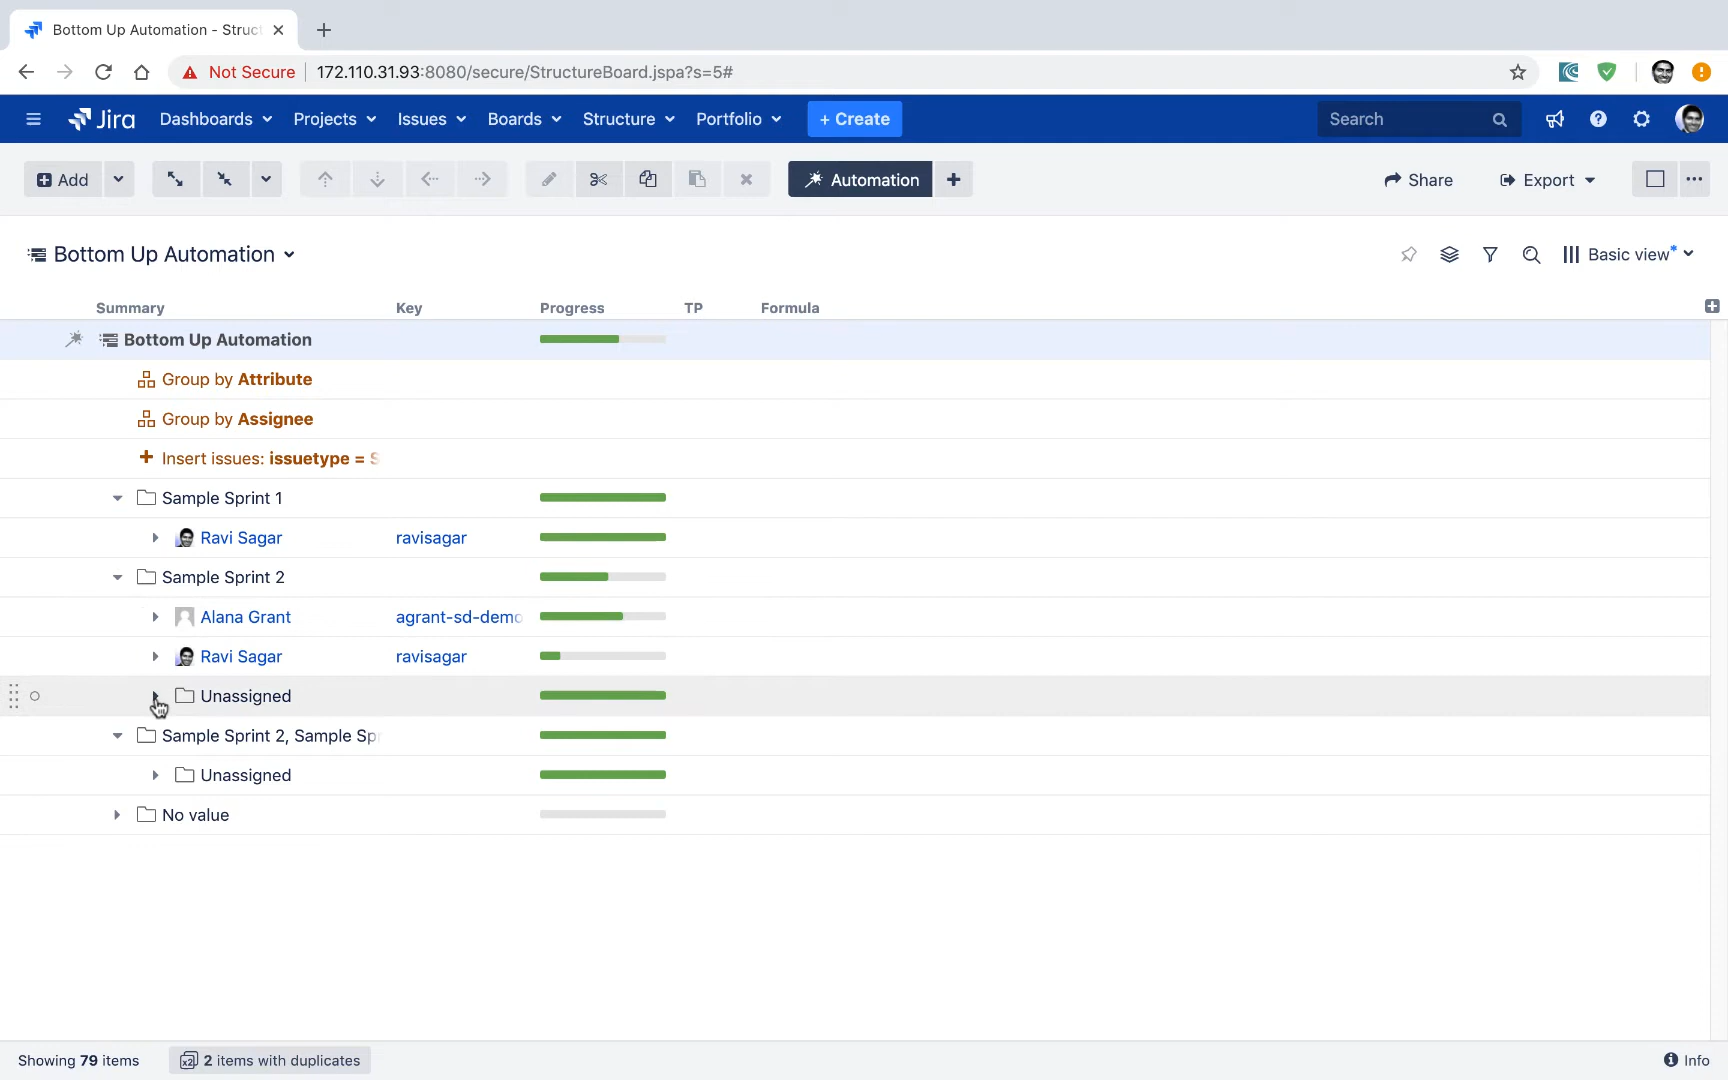 Bottom Up Automation - Struct
Not Secure 172.110.31.93:8080/secure/StructureBoard.jspa?s=5#
Jira Dashboards Projects Issues Boards Structure Portfolio + Create Search
Add Automation Share Export
Bottom Up Automation Basic view*
Summary Key Progress TP Formula
Bottom Up Automation
Group by Attribute
Group by Assignee
Insert issues: issuetype = S
Sample Sprint 1
Ravi Sagar ravisagar
Sample Sprint 2
Alana Grant agrant-sd-demo
Ravi Sagar ravisagar
Unassigned
Sample Sprint 2, Sample Spr
Unassigned
No value
Showing 79 items x2 2 items with duplicates Info